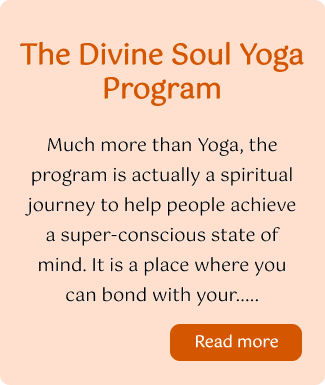 The Divine Soul Yoga
Program
Much more than Yoga, the
program is actually a spiritual
journey to help people achieve
a super-conscious state of
mind. It is a place where you
can bond with your.....
Read more